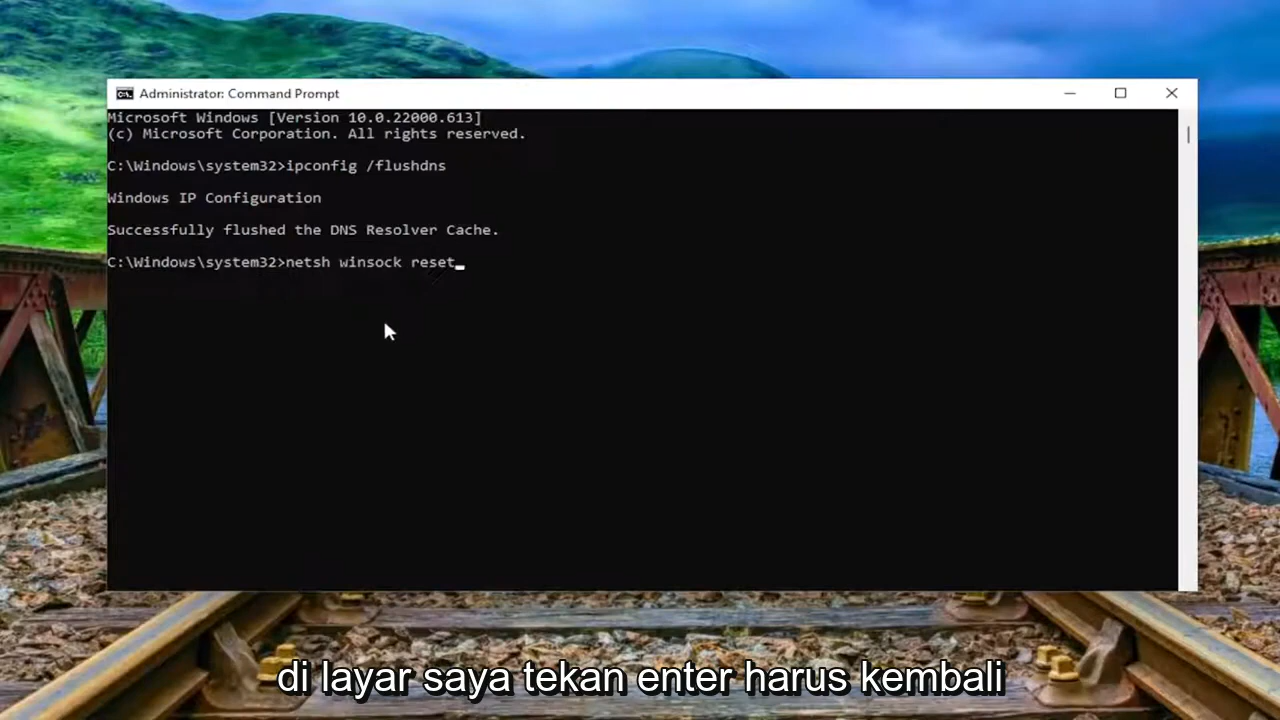 Administrator: Command Prompt
Microsoft Windows [Version 10.0.22000.613]
(c) Microsoft Corporation. All rights reserved.
C:\Windows\system32>ipconfig /flushdns
Windows IP Configuration
Successfully flushed the DNS Resolver Cache.
C:\Windows\system32>netsh winsock reset
di layar saya tekan enter harus kembali